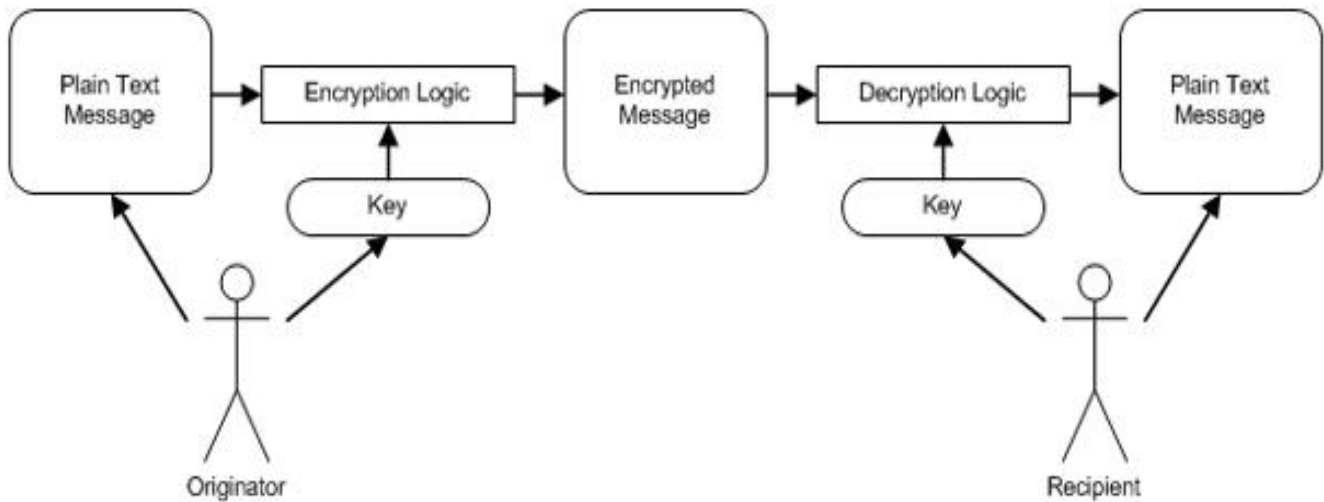 Plain Text
Message
Encryption Logic
Encrypted
Message
Decryption Logic
Plain Text
Message
Key
Key
Originator
Recipient